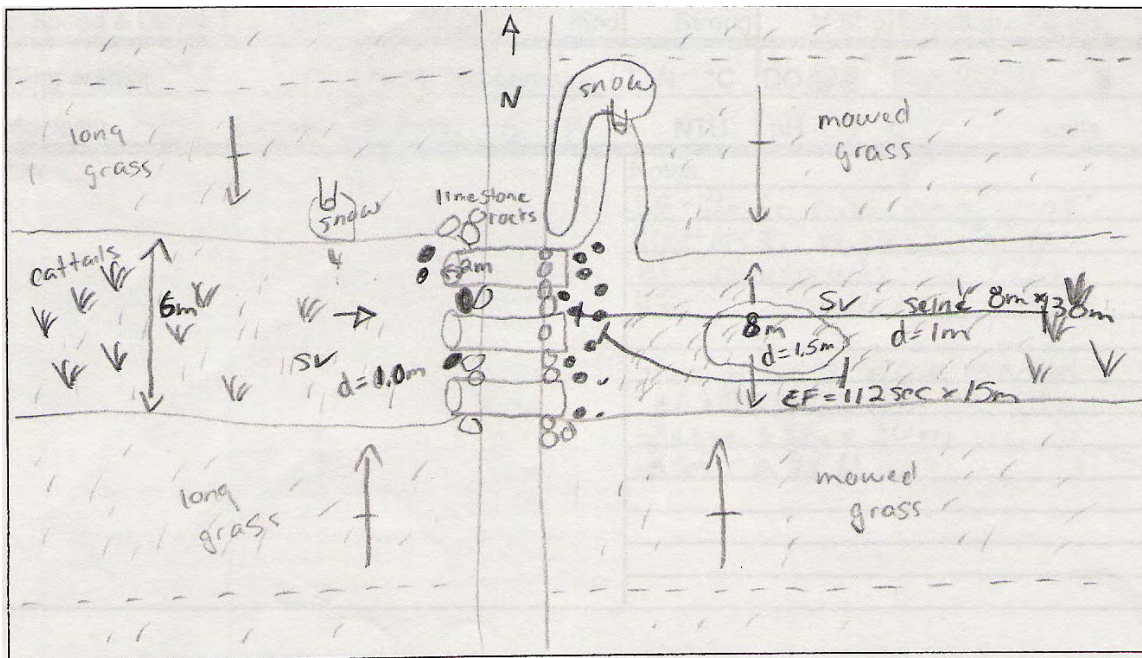 N
snow
long
grass
mowed
grass
snow
limestone
rocks
cattails
6m
2m
SV
d=1.0m
SV
seine 8m x 38m
8m
d=1.5m
d=1m
EF=112sec x 15m
long
grass
mowed
grass